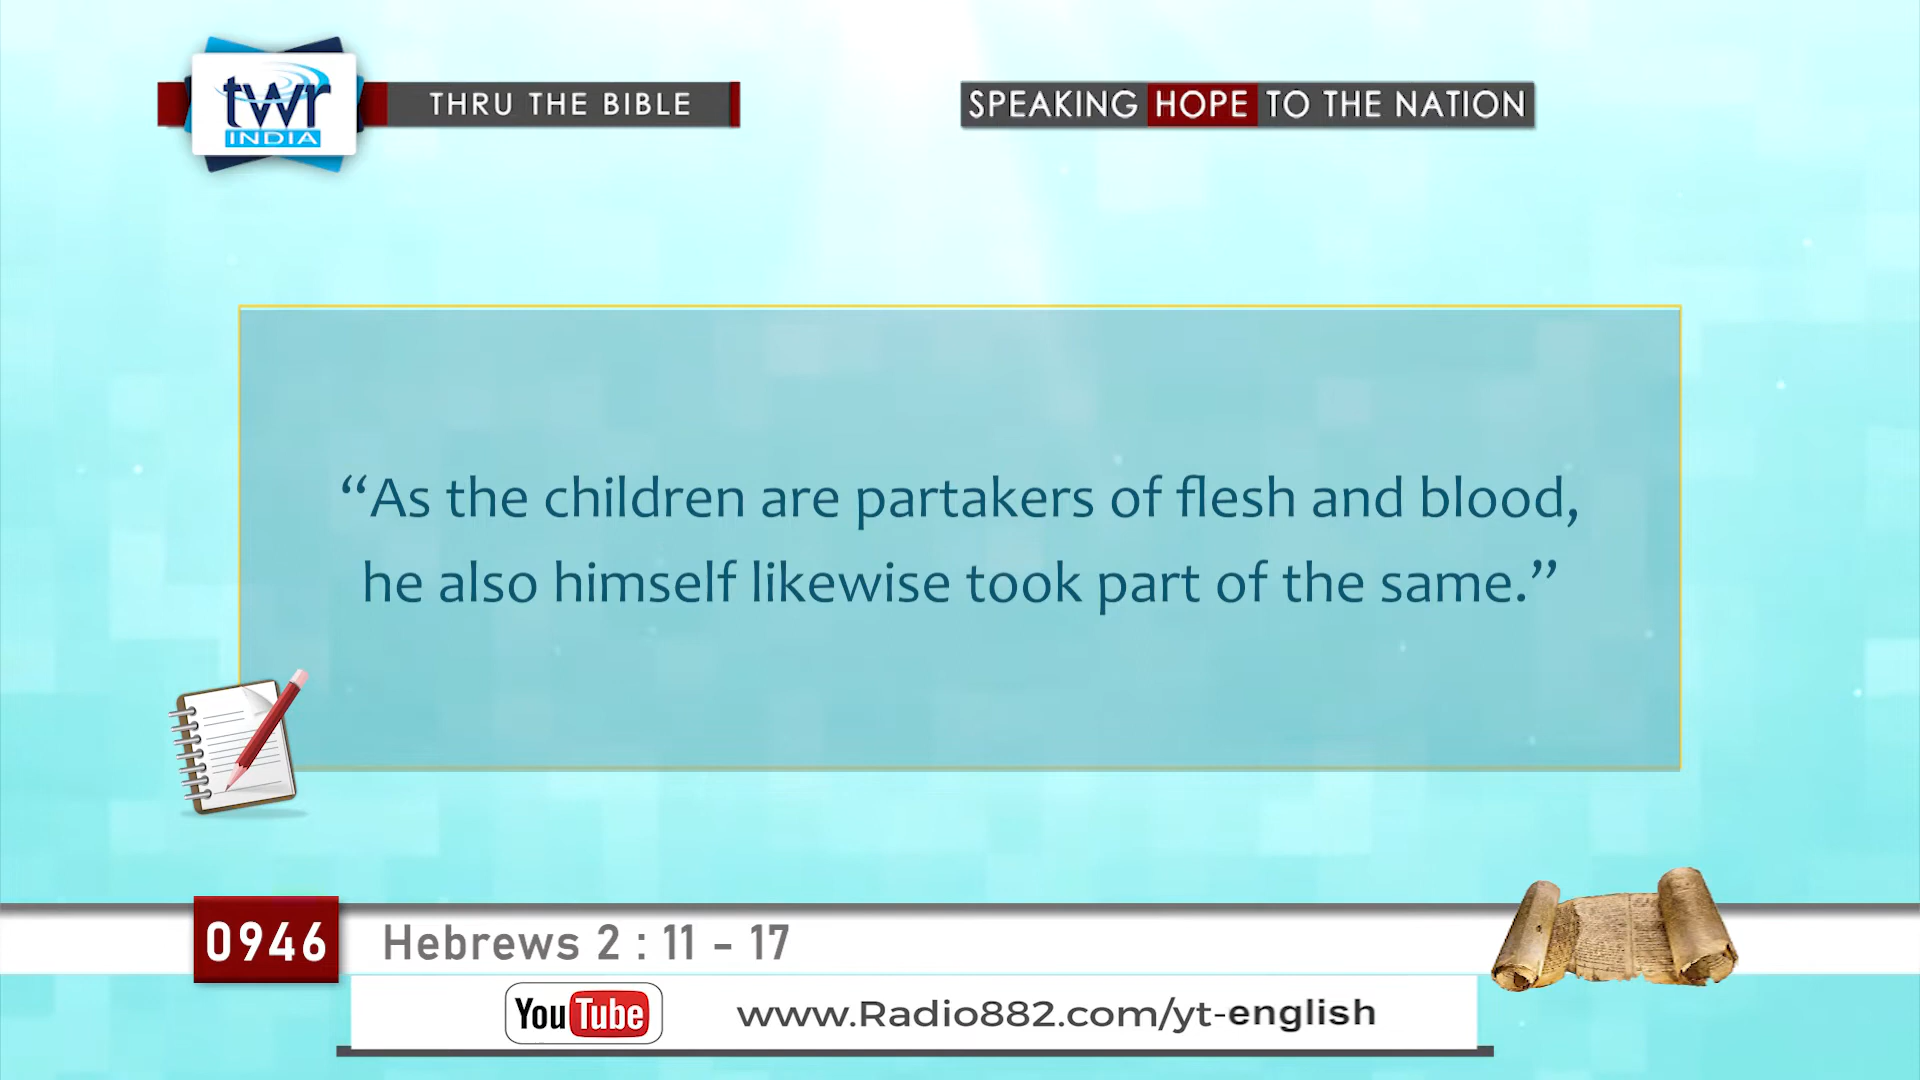 twr
INDIA
THRU THE BIBLE
SPEAKING HOPE TO THE NATION
“As the children are partakers of flesh and blood,
he also himself likewise took part of the same.”
0946
Hebrews 2 : 11 - 17
YouTube
www.Radio882.com/yt-english